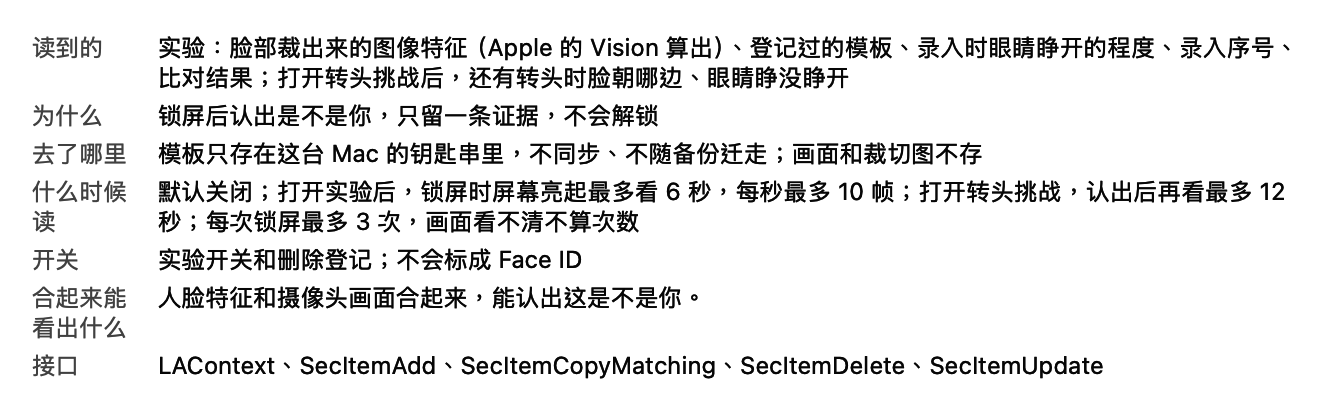 读到的 实验：脸部裁出来的图像特征（Apple 的 Vision 算出）、登记过的模板、录入时眼睛睁开的程度、录入序号、
比对结果；打开转头挑战后，还有转头时脸朝哪边、眼睛睁没睁开
为什么 锁屏后认出是不是你，只留一条证据，不会解锁
去了哪里 模板只存在这台 Mac 的钥匙串里，不同步、不随备份迁走；画面和裁切图不存
什么时候 默认关闭；打开实验后，锁屏时屏幕亮起最多看 6 秒，每秒最多 10 帧；打开转头挑战，认出后再看最多 12
读 秒；每次锁屏最多 3 次，画面看不清不算次数
开关 实验开关和删除登记；不会标成 Face ID
合起来能 人脸特征和摄像头画面合起来，能认出这是不是你。
看出什么
接口 LAContext、SecItemAdd、SecItemCopyMatching、SecItemDelete、SecItemUpdate